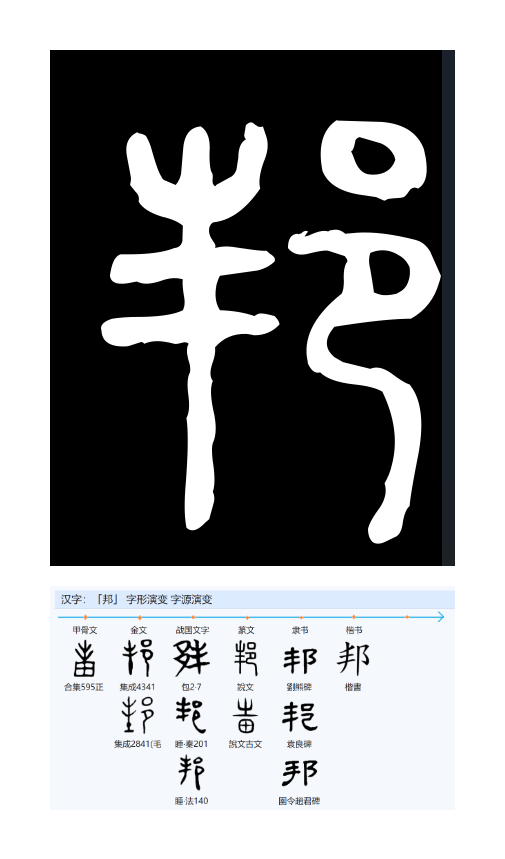 邦
汉字：「邦」 字形演变 字源演变
甲骨文 金文 战国文字 篆文 隶书 楷书
合集595正 集成4341 包2·7 說文 劉熊碑 楷書
集成2841(毛 睡·秦201 說文古文 袁良碑
睡·法140 圉令趙君碑